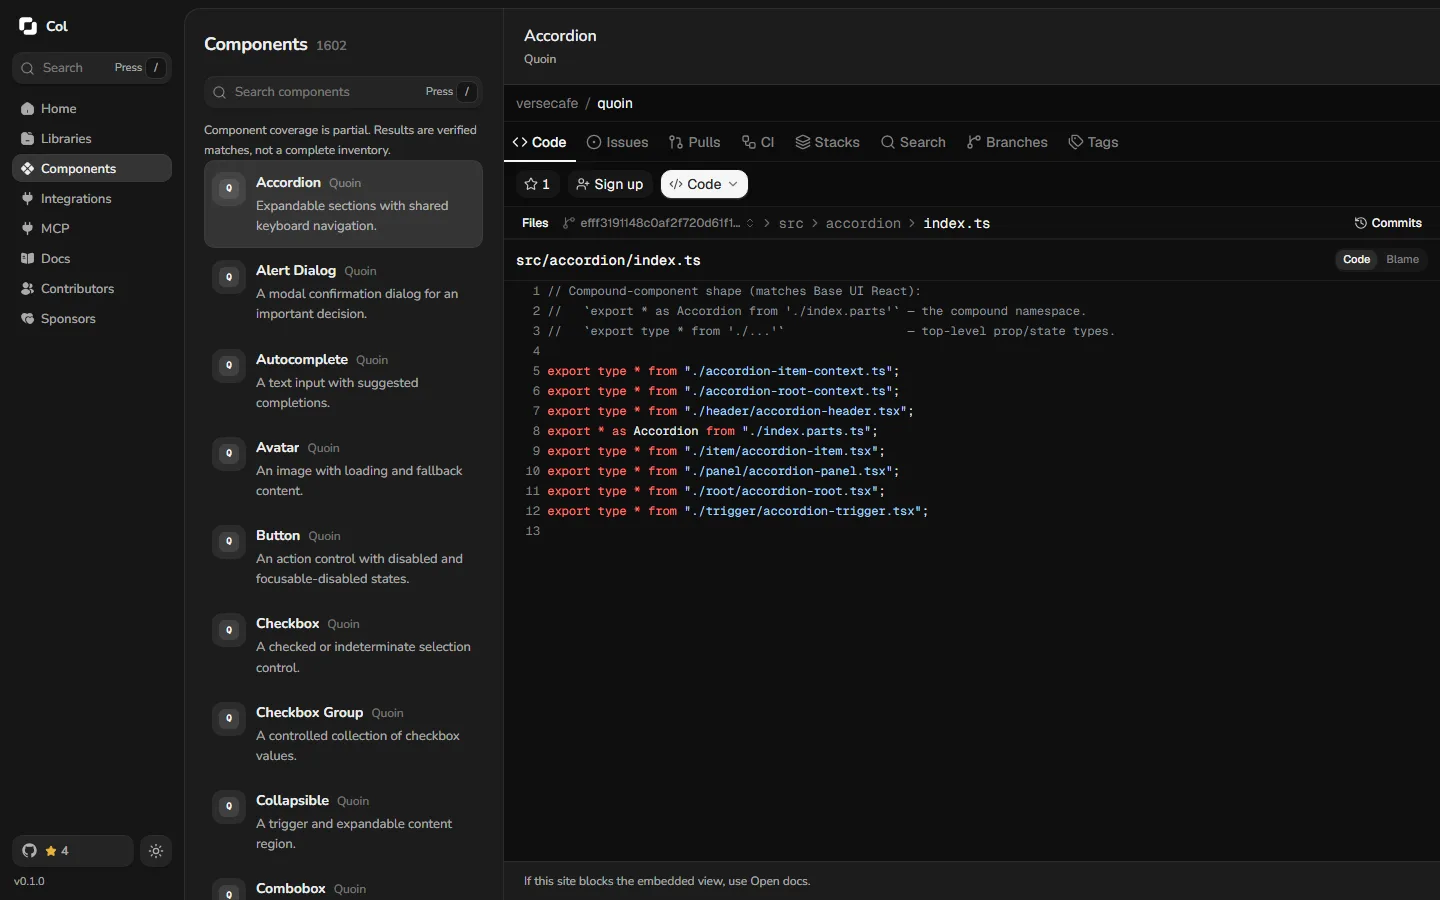 Col
Search Press /
Home
Libraries
Components
Integrations
MCP
Docs
Contributors
Sponsors
4
v0.1.0
Components 1602
Search components Press /
Component coverage is partial. Results are verified
matches, not a complete inventory.
Q
Accordion Quoin
Expandable sections with shared
keyboard navigation.
Q
Alert Dialog Quoin
A modal confirmation dialog for an
important decision.
Q
Autocomplete Quoin
A text input with suggested
completions.
Q
Avatar Quoin
An image with loading and fallback
content.
Q
Button Quoin
An action control with disabled and
focusable-disabled states.
Q
Checkbox Quoin
A checked or indeterminate selection
control.
Q
Checkbox Group Quoin
A controlled collection of checkbox
values.
Q
Collapsible Quoin
A trigger and expandable content
region.
Q
Combobox Quoin
Accordion
Quoin
versecafe / quoin
Code Issues Pulls CI Stacks Search Branches Tags
1 Sign up Code
Files efff3191148c0af2f720d61f1... > src > accordion > index.ts Commits
src/accordion/index.ts Code Blame
1 // Compound-component shape (matches Base UI React):
2 //   `export * as Accordion from './index.parts'` — the compound namespace.
3 //   `export type * from './...'`                 — top-level prop/state types.
4
5 export type * from "./accordion-item-context.ts";
6 export type * from "./accordion-root-context.ts";
7 export type * from "./header/accordion-header.tsx";
8 export * as Accordion from "./index.parts.ts";
9 export type * from "./item/accordion-item.tsx";
10 export type * from "./panel/accordion-panel.tsx";
11 export type * from "./root/accordion-root.tsx";
12 export type * from "./trigger/accordion-trigger.tsx";
13
If this site blocks the embedded view, use Open docs.